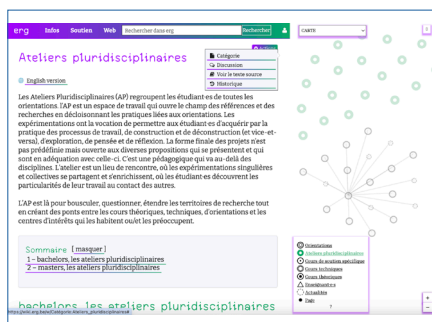 erg Infos Soutien Web Rechercher dans erg Rechercher
CARTE
Ateliers pluridisciplinaires
Catégorie
Discussion
Voir le texte source
Historique
English version
Les Ateliers Pluridisciplinaires (AP) regroupent les étudiant·es de toutes les
orientations. l'AP est un espace de travail qui ouvre le champ des références et des
recherches en décloisonnant les pratiques liées aux orientations. Les
expérimentations ont la vocation de permettre aux étudiant·es d'acquérir par la
pratique des processus de travail, de construction et de déconstruction (et vice-et-
versa), d'exploration, de pensée et de réflexion. La forme finale des projets n'est
pas prédéfinie mais ouverte aux diverses propositions qui se présentent et qui
sont en adéquation avec celle-ci. C'est une pédagogique qui va au-delà des
disciplines. L'atelier est un lieu de rencontre, où les expérimentations singulières
et collectives se partagent et s'enrichissent, où les étudiant·es découvrent les
particularités de leur travail au contact des autres.
L'AP est là pour bousculer, questionner, étendre les territoires de recherche tout
en créant des ponts entre les cours théoriques, techniques, d'orientations et les
centres d'intérêts qui les habitent ou/et les préoccupent.
Sommaire [ masquer ]
1 – bachelors, les ateliers pluridisciplinaires
2 – masters, les ateliers pluridisciplinaires
bachelors, les ateliers pluridisciplinaires
Orientations
Ateliers pluridisciplinaires
Cours de soutien spécifique
Cours techniques
Cours théoriques
Enseignant·e·s
Actualités
Page
?
+
−